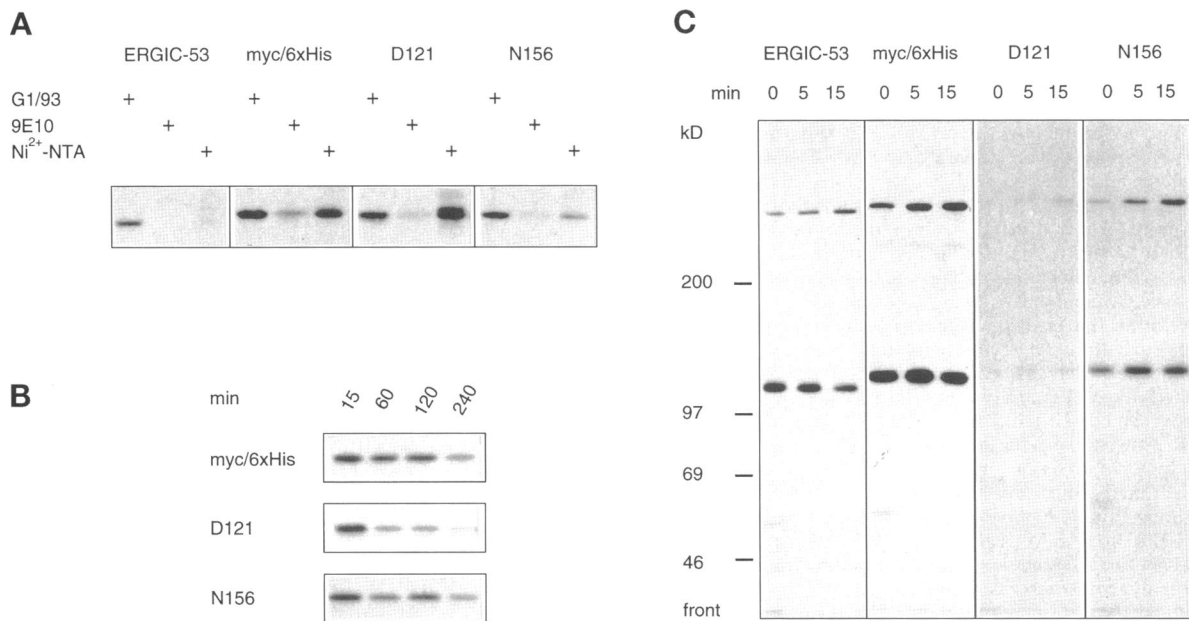 A
ERGIC-53 myc/6xHis D121 N156
G1/93 + + + +
9E10 + + + +
Ni²⁺-NTA + + + +
B
min 15 60 120 240
myc/6xHis
D121
N156
C
ERGIC-53 myc/6xHis D121 N156
min 0 5 15 0 5 15 0 5 15 0 5 15
kD
200
97
69
46
front